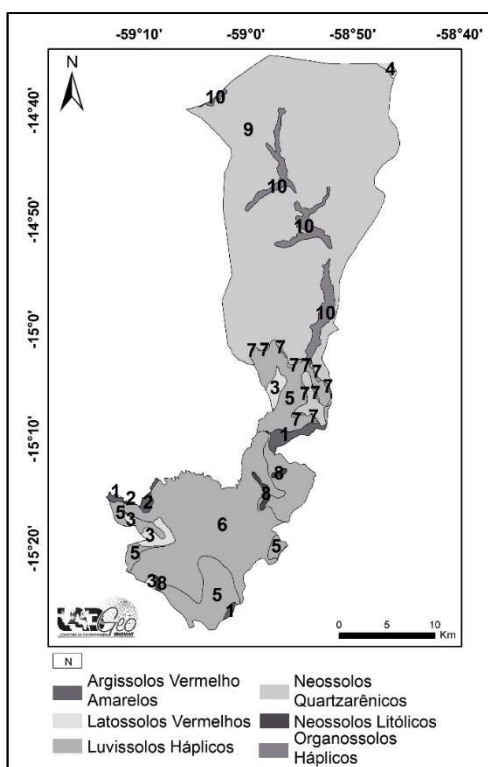 -59°10' -59°0' -58°50' -58°40'
N
-14°40'
-14°50'
-15°0'
-15°10'
-15°20'
4
10
9
10
10
10
7 7 7
7 7 7
3 5 7 7 7
7 7
1
8
1 2 2
8
5 3
6
3
5 5
3 8 5
1
Geo
0 5 10
Km
N
Argissolos Vermelho
Amarelos
Latossolos Vermelhos
Luvissolos Háplicos
Neossolos
Quartzarênicos
Neossolos Litólicos
Organossolos
Háplicos